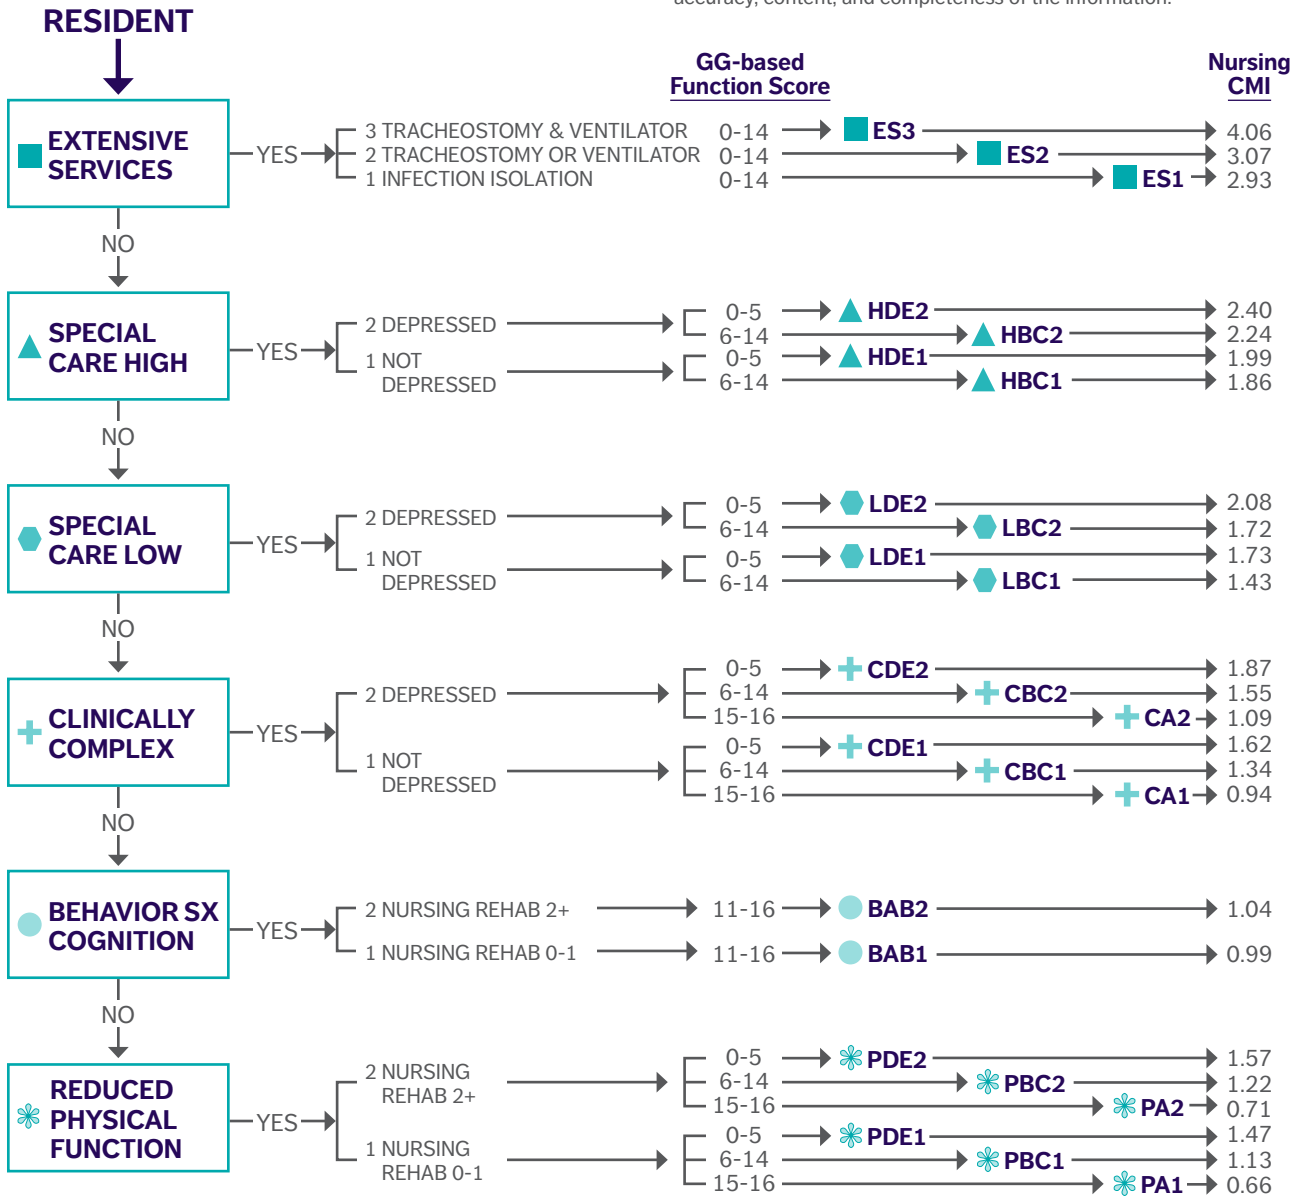 accuracy, content, and completeness of the information.
RESIDENT
GG-based
Function Score
Nursing
CMI
EXTENSIVE
SERVICES
YES
3 TRACHEOSTOMY & VENTILATOR 0-14 ES3 4.06
2 TRACHEOSTOMY OR VENTILATOR 0-14 ES2 3.07
1 INFECTION ISOLATION 0-14 ES1 2.93
NO
SPECIAL
CARE HIGH
YES
2 DEPRESSED
0-5 HDE2 2.40
6-14 HBC2 2.24
1 NOT
DEPRESSED
0-5 HDE1 1.99
6-14 HBC1 1.86
NO
SPECIAL
CARE LOW
YES
2 DEPRESSED
0-5 LDE2 2.08
6-14 LBC2 1.72
1 NOT
DEPRESSED
0-5 LDE1 1.73
6-14 LBC1 1.43
NO
CLINICALLY
COMPLEX
YES
2 DEPRESSED
0-5 CDE2 1.87
6-14 CBC2 1.55
15-16 CA2 1.09
1 NOT
DEPRESSED
0-5 CDE1 1.62
6-14 CBC1 1.34
15-16 CA1 0.94
NO
BEHAVIOR SX
COGNITION
YES
2 NURSING REHAB 2+ 11-16 BAB2 1.04
1 NURSING REHAB 0-1 11-16 BAB1 0.99
NO
REDUCED
PHYSICAL
FUNCTION
YES
2 NURSING
REHAB 2+
0-5 PDE2 1.57
6-14 PBC2 1.22
15-16 PA2 0.71
1 NURSING
REHAB 0-1
0-5 PDE1 1.47
6-14 PBC1 1.13
15-16 PA1 0.66